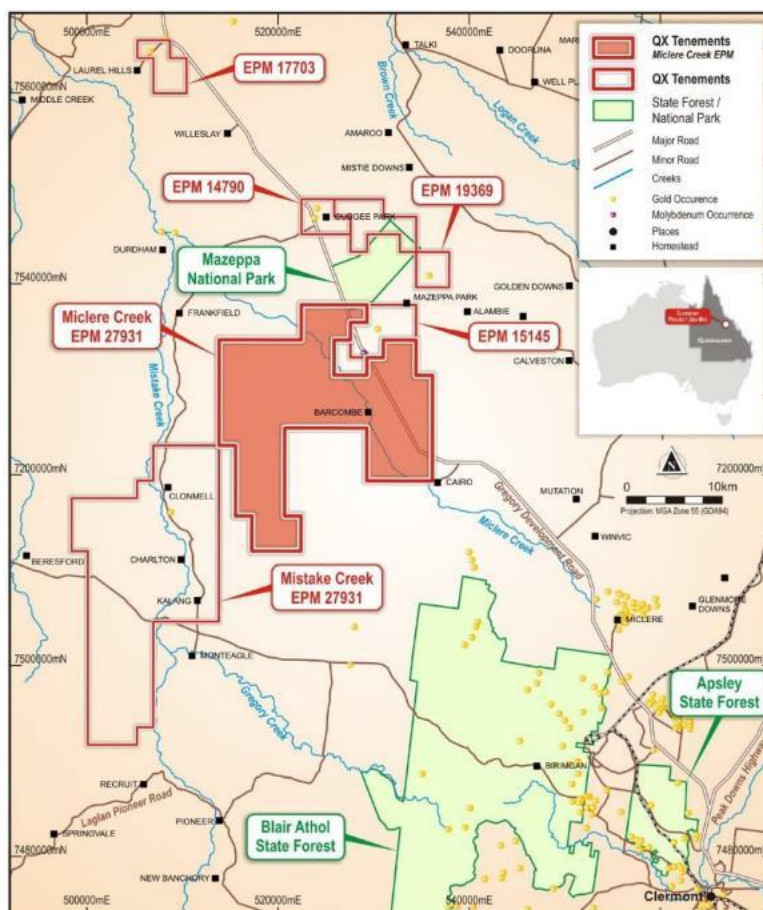 500000mE
520000mE
540000mE
TALKI
DOORUNA
LAUREL HILLS
EPM 17703
WELL
7560000mN
MIDDLE CREEK
Brown Creek
Logan Creek
WILLESLAY
AMAROO
MISTIE DOWNS
EPM 14790
EPM 19369
CUDGEE PARK
DURDHAM
Mazeppa
National Park
7540000mN
GOLDEN DOWNS
MAZEPPA PARK
ALAMBIE
Miclere Creek
EPM 27931
FRANKFIELD
EPM 15145
CALVESTON
Mistake Creek
BARCOMBE
7200000mN
7200000mN
CLONMELL
CAIRO
MUTATION
Gregory Development Road
Miclere Creek
WINVIC
BERESFORD
CHARLTON
Mistake Creek
EPM 27931
KALANG
GLENMORE
DOWNS
MICLERE
MONTEAGLE
7500000mN
7500000mN
Gregory Creek
Apsley
State Forest
BIRIMGAN
RECRUIT
Laglan Pioneer Road
PIONEER
SPRINGVALE
Blair Athol
State Forest
Peak Downs Highway
7480000mN
7480000mN
NEW BANCHORY
Clermont
500000mE
520000mE
540000mE
QX Tenements
Miclere Creek EPM
QX Tenements
State Forest /
National Park
Major Road
Minor Road
Creeks
Gold Occurence
Molybdenum Occurrence
Places
Homestead
QUEENSLAND
N
0
10km
Projection: MGA Zone 55 (GDA94)